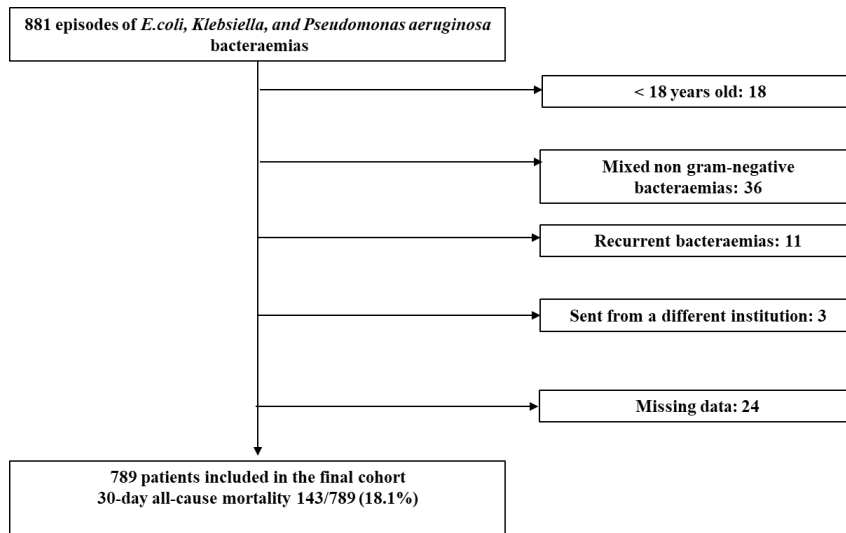 881 episodes of E.coli, Klebsiella, and Pseudomonas aeruginosa
bacteraemias
< 18 years old: 18
Mixed non gram-negative
bacteraemias: 36
Recurrent bacteraemias: 11
Sent from a different institution: 3
Missing data: 24
789 patients included in the final cohort
30-day all-cause mortality 143/789 (18.1%)